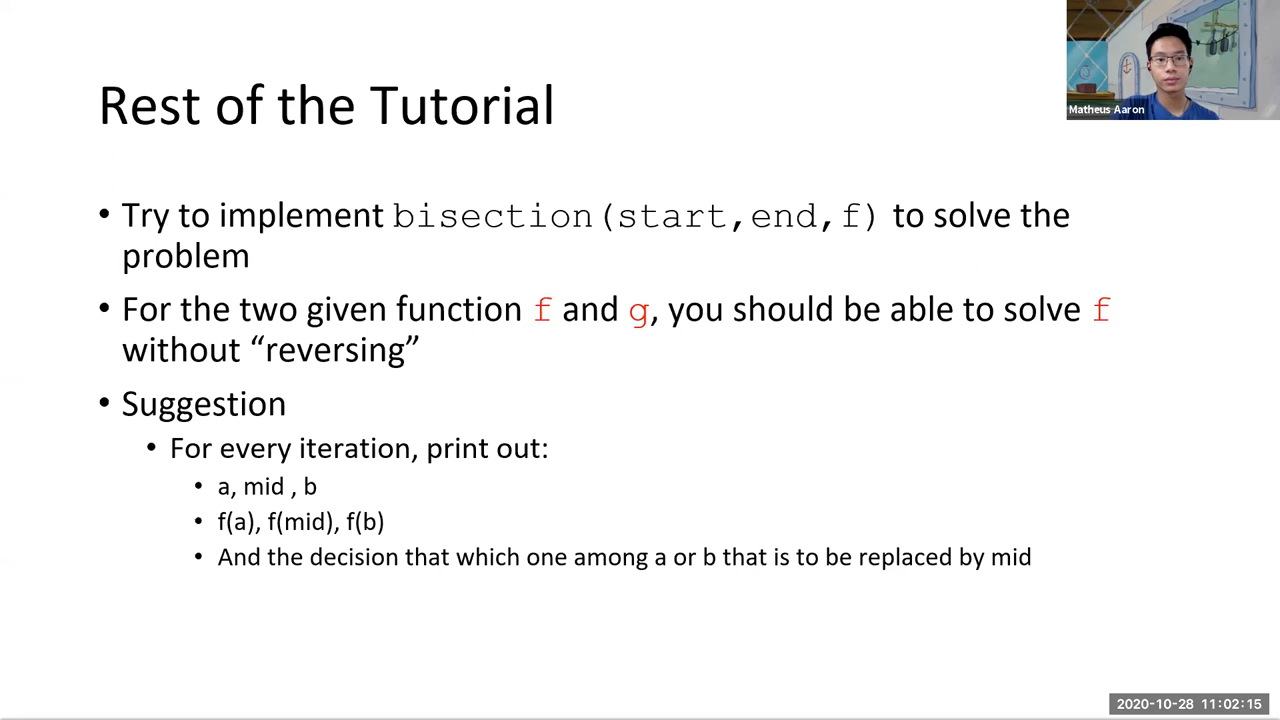 Matheus Aaron
Rest of the Tutorial
• Try to implement bisection(start,end,f) to solve the
problem
• For the two given function f and g, you should be able to solve f
without “reversing”
• Suggestion
• For every iteration, print out:
• a, mid , b
• f(a), f(mid), f(b)
• And the decision that which one among a or b that is to be replaced by mid
2020-10-28 11:02:15